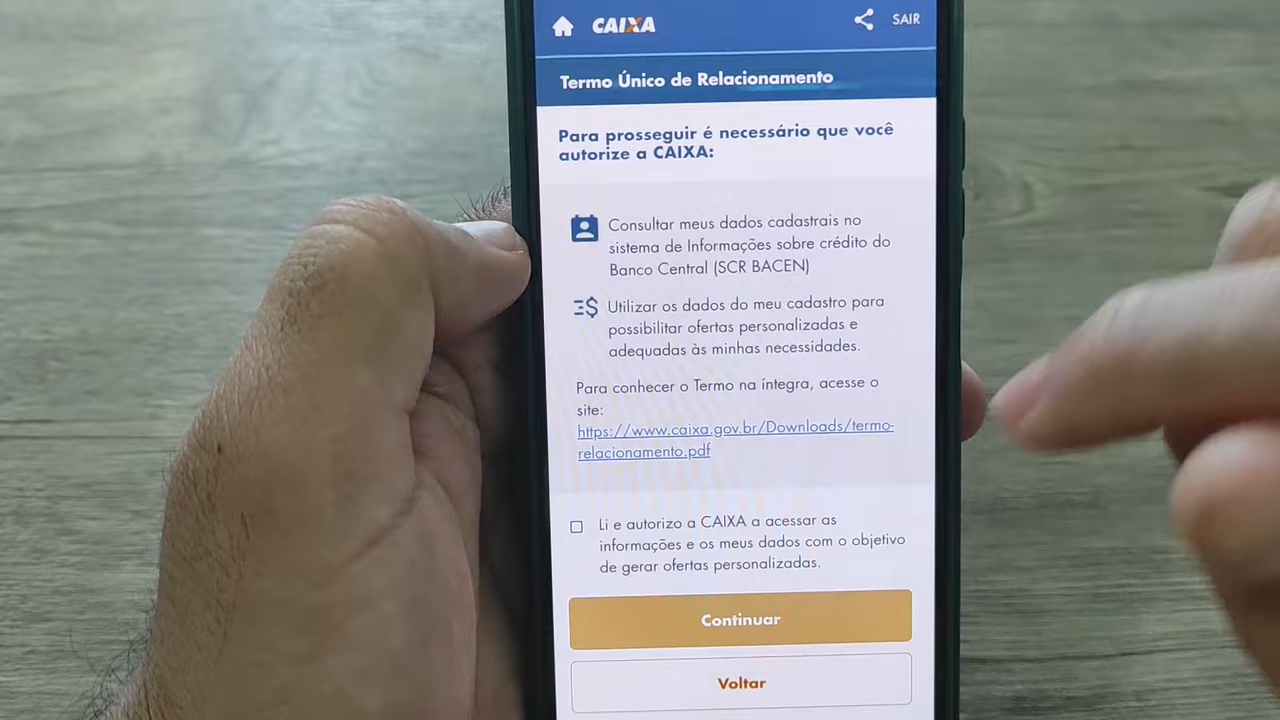 CAIXA
SAIR
Termo Único de Relacionamento
Para prosseguir é necessário que você
autorize a CAIXA:
Consultar meus dados cadastrais no
sistema de Informações sobre crédito do
Banco Central (SCR BACEN)
Utilizar os dados do meu cadastro para
possibilitar ofertas personalizadas e
adequadas às minhas necessidades.
Para conhecer o Termo na íntegra, acesse o
site:
https://www.caixa.gov.br/Downloads/termo-
relacionamento.pdf
Li e autorizo a CAIXA a acessar as
informações e os meus dados com o objetivo
de gerar ofertas personalizadas.
Continuar
Voltar